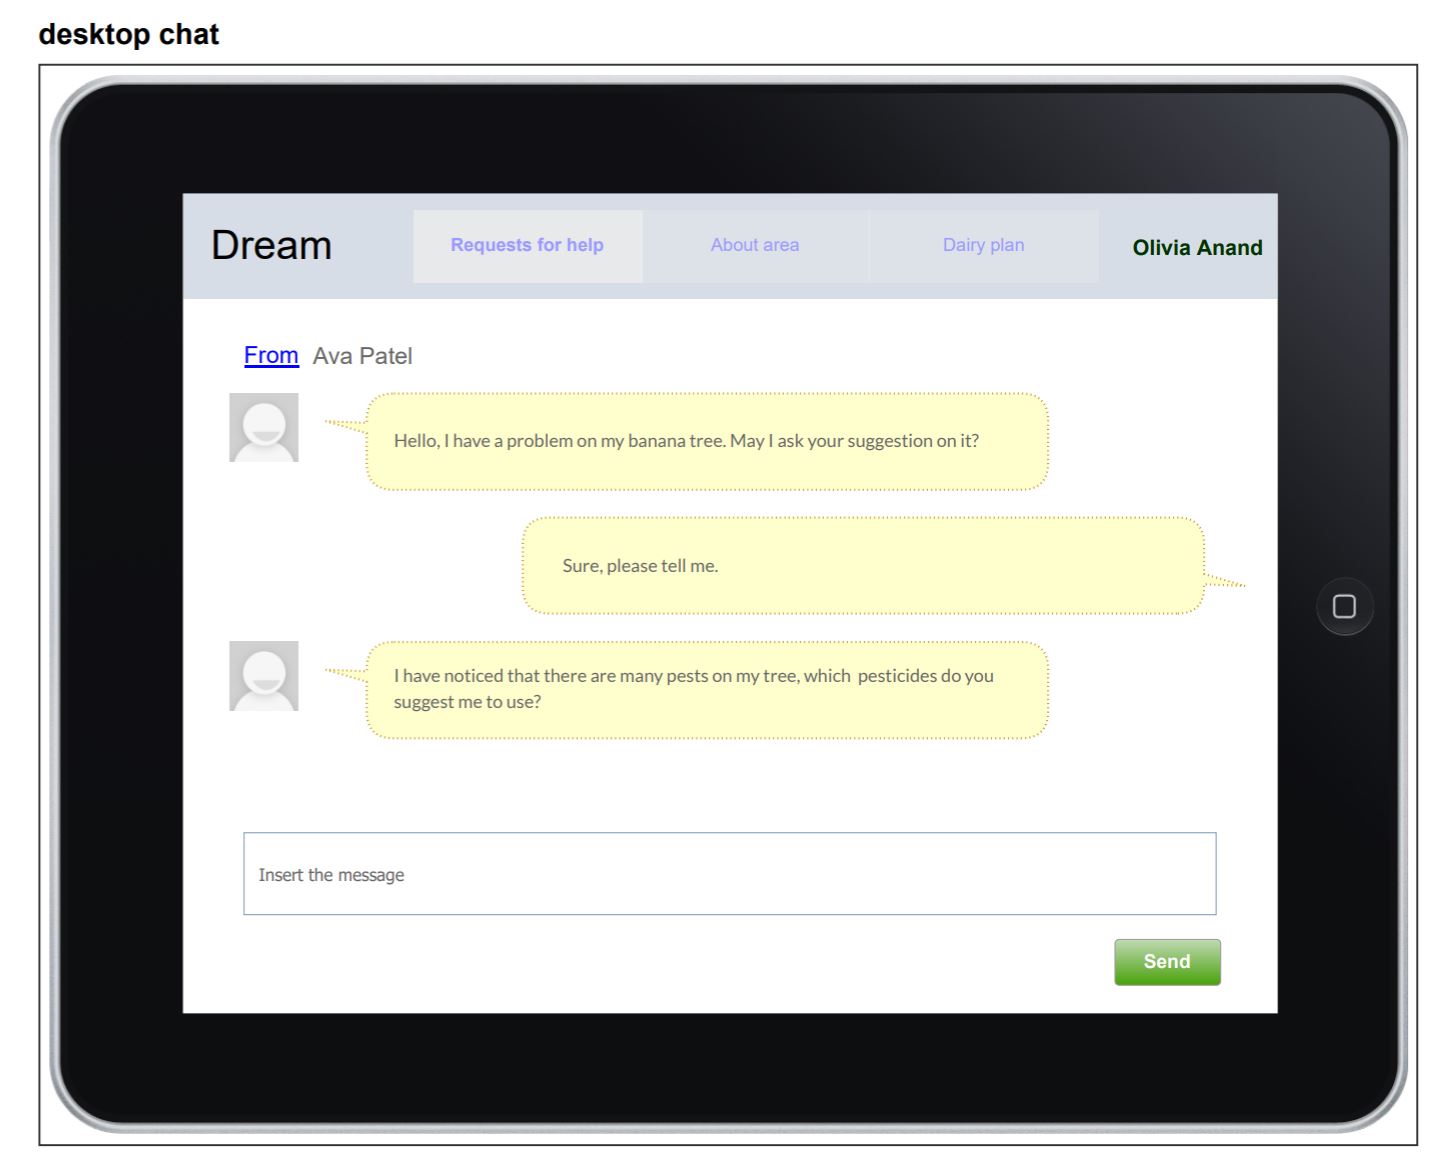 desktop chat
Dream
Requests for help
About area
Dairy plan
Olivia Anand
From Ava Patel
Hello, I have a problem on my banana tree. May I ask your suggestion on it?
Sure, please tell me.
I have noticed that there are many pests on my tree, which pesticides do you
suggest me to use?
Insert the message
Send